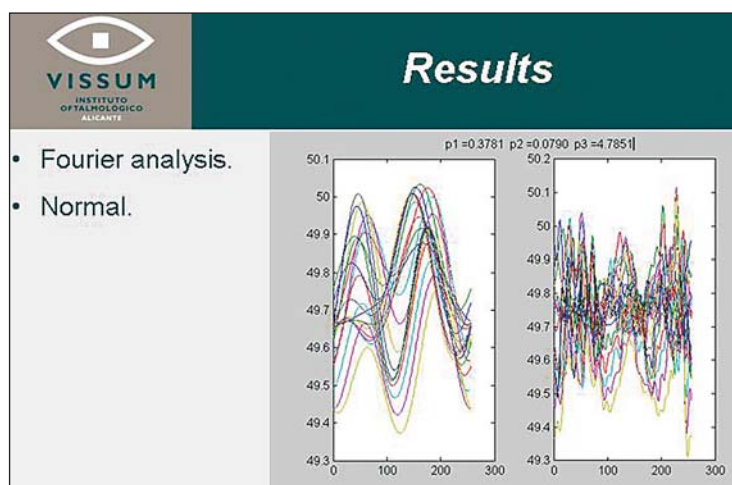 VISSUM
INSTITUTO
OFTALMOLÓGICO
ALICANTE
Results
• Fourier analysis.
• Normal.
p1 =0.3781 p2 =0.0790 p3 =4.7851
50.1
50
49.9
49.8
49.7
49.6
49.5
49.4
49.3
0 100 200 300
50.2
50.1
50
49.9
49.8
49.7
49.6
49.5
49.4
49.3
0 100 200 300